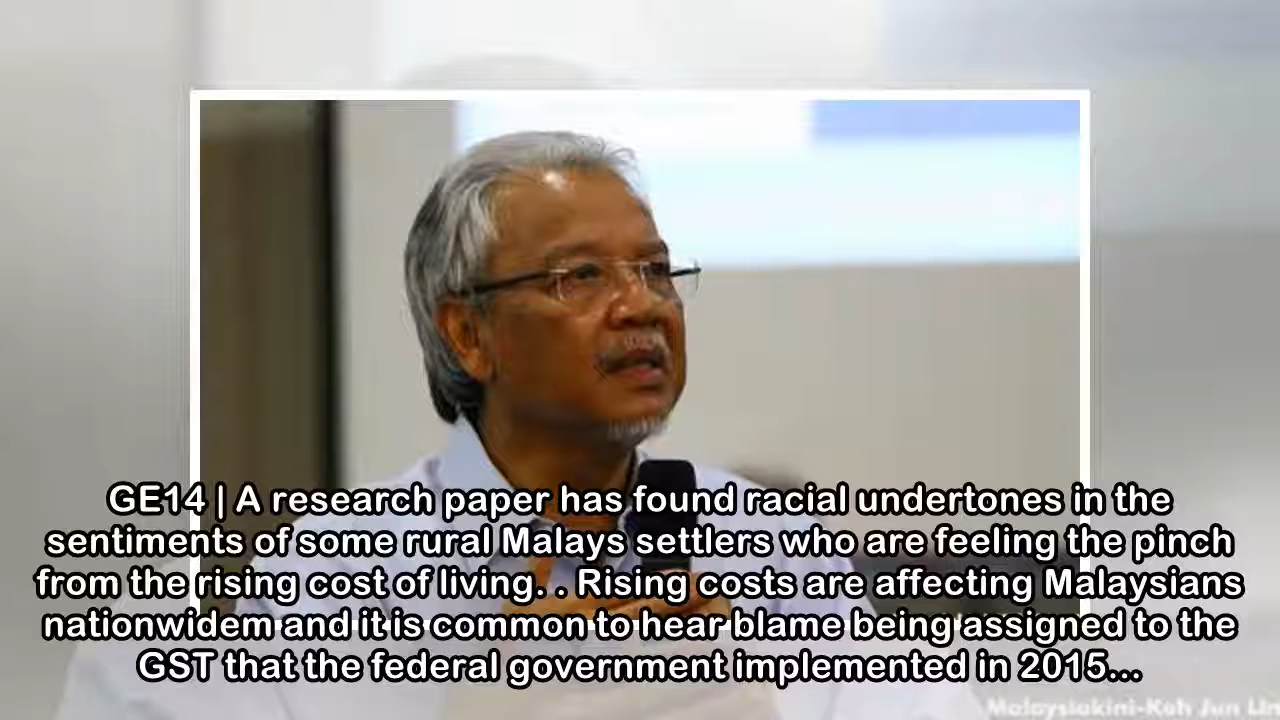 GE14 | A research paper has found racial undertones in the
sentiments of some rural Malays settlers who are feeling the pinch
from the rising cost of living. . Rising costs are affecting Malaysians
nationwidem and it is common to hear blame being assigned to the
GST that the federal government implemented in 2015...
Malaysiakini-Koh Jun Lin